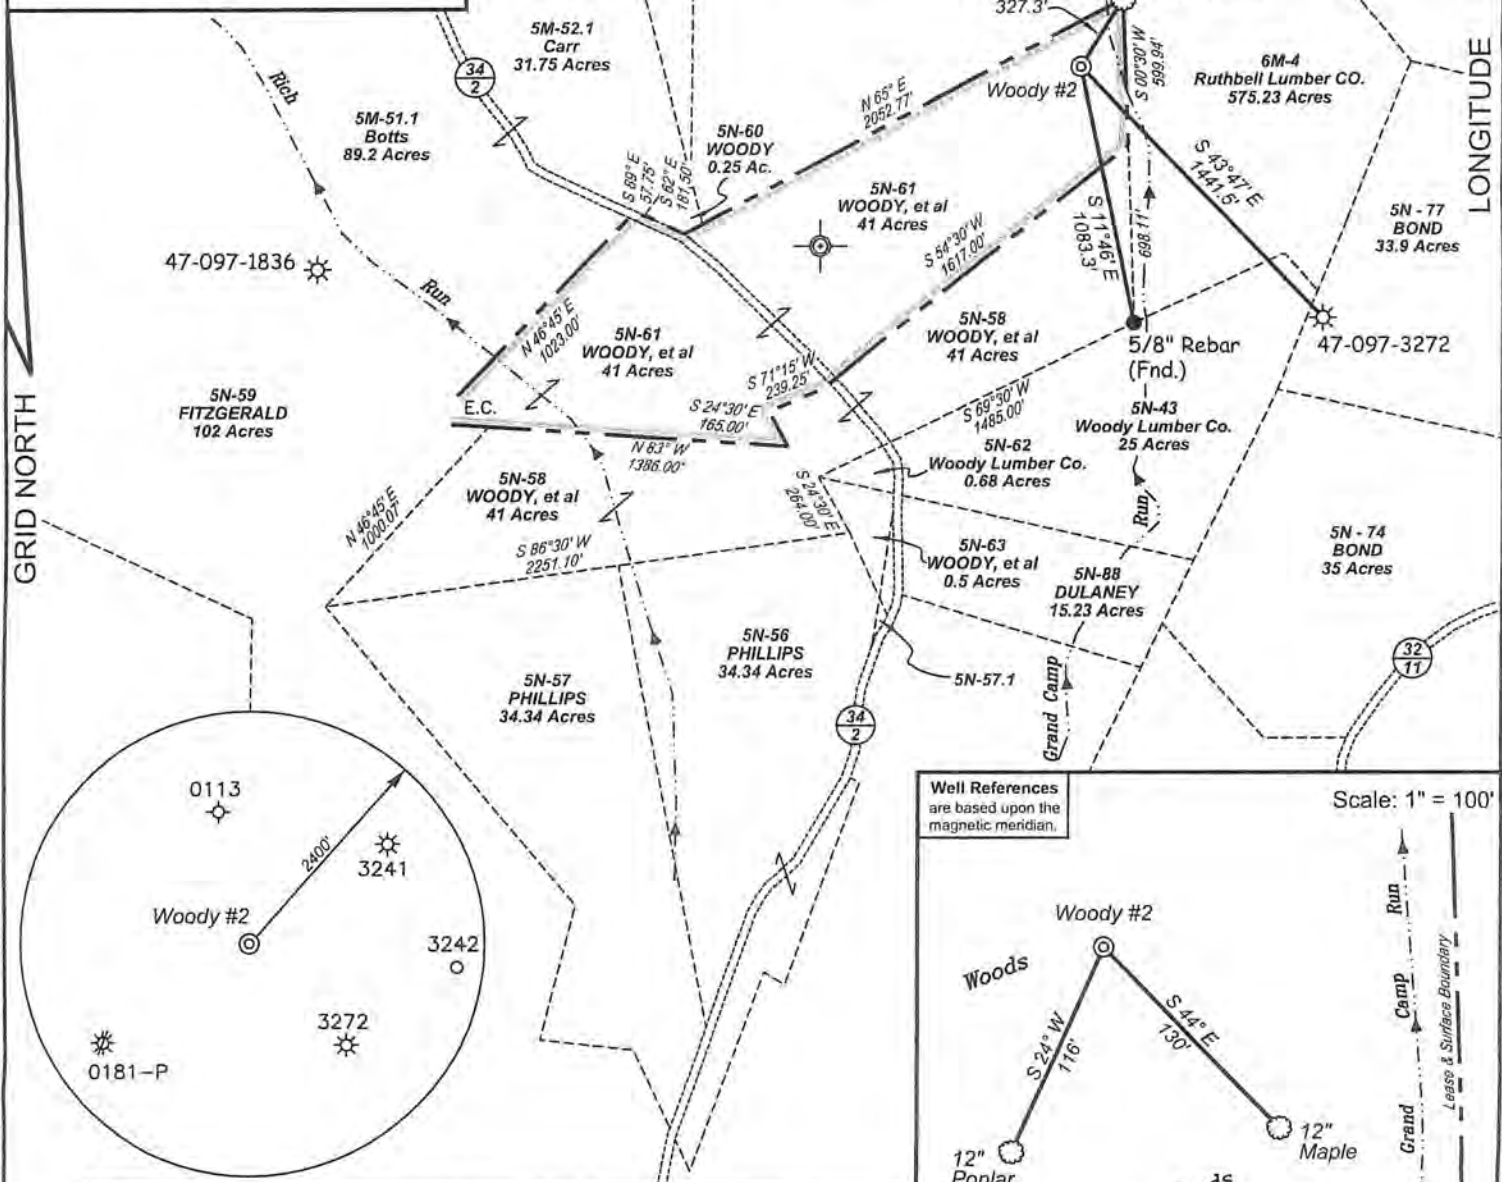 327.3'
5M-52.1
Carr
31.75 Acres
34
2
Rich
5M-51.1
Botts
89.2 Acres
N 65° E
2052.77'
Woody #2
S 00°30' W
599.94'
6M-4
Ruthbell Lumber CO.
575.23 Acres
LONGITUDE
5N-60
WOODY
0.25 Ac.
S 89° E
57.75'
S 62° E
181.50'
5N-61
WOODY, et al
41 Acres
S 43°47' E
1441.5'
5N - 77
BOND
33.9 Acres
S 54°30' W
1617.00'
S 11°46' E
1083.3'
698.11'
47-097-1836
Run
N 46°45' E
1023.00'
5N-61
WOODY, et al
41 Acres
5N-58
WOODY, et al
41 Acres
5/8" Rebar
(Fnd.)
47-097-3272
S 71°15' W
239.25'
5N-59
FITZGERALD
102 Acres
E.C.
S 24°30' E
165.00'
N 83° W
1386.00'
S 69°30' W
1485.00'
5N-43
Woody Lumber Co.
25 Acres
5N-62
Woody Lumber Co.
0.68 Acres
GRID NORTH
5N-58
WOODY, et al
41 Acres
N 46°45' E
1000.07'
S 24°30' E
264.00'
Run
S 86°30' W
2251.10'
5N-63
WOODY, et al
0.5 Acres
5N - 74
BOND
35 Acres
5N-88
DULANEY
15.23 Acres
5N-56
PHILLIPS
34.34 Acres
32
11
5N-57
PHILLIPS
34.34 Acres
5N-57.1
Grand Camp
34
2
0113
2400'
3241
Woody #2
3242
3272
0181-P
Well References
are based upon the
magnetic meridian.
Scale: 1" = 100'
Woody #2
Woods
S 24° W
116'
S 44° E
130'
12"
Maple
12"
Poplar
Grand Camp Run
Lease & Surface Boundary